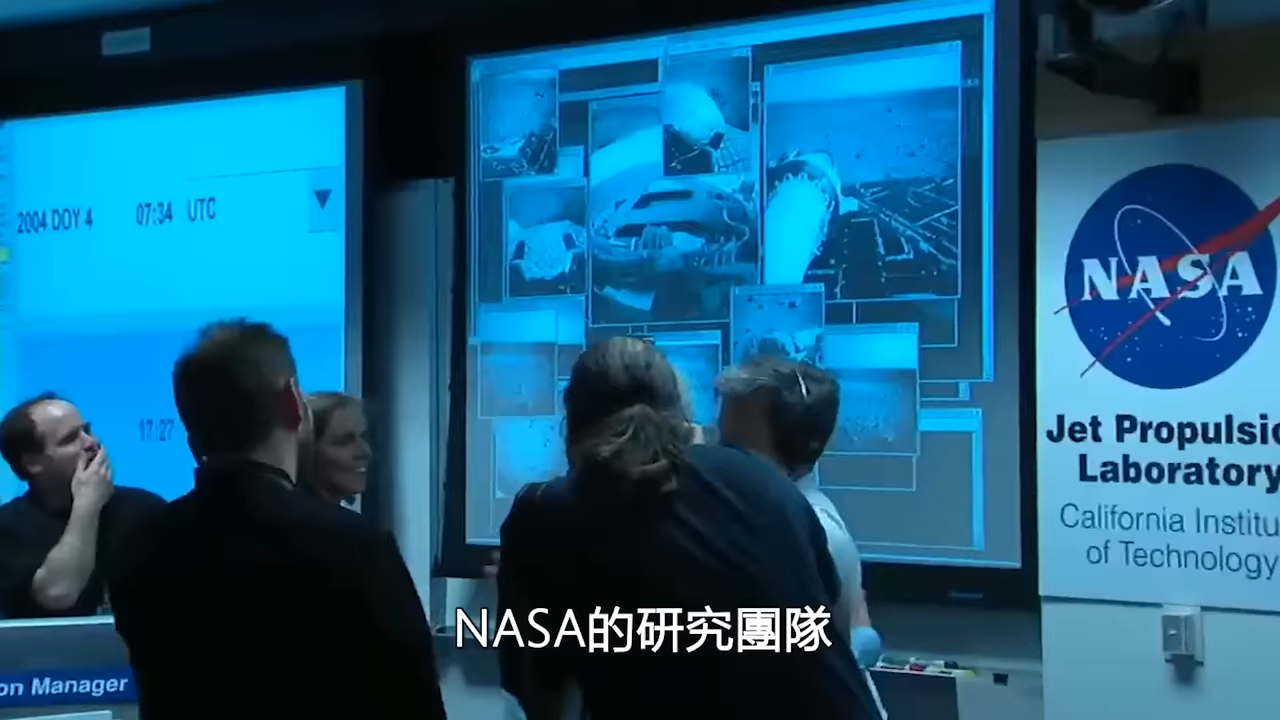 2004 DOY 4 07:34 UTC
17:27
NASA
Jet Propulsio
Laboratory
California Institu
of Technology
on Manager
NASA的研究團隊